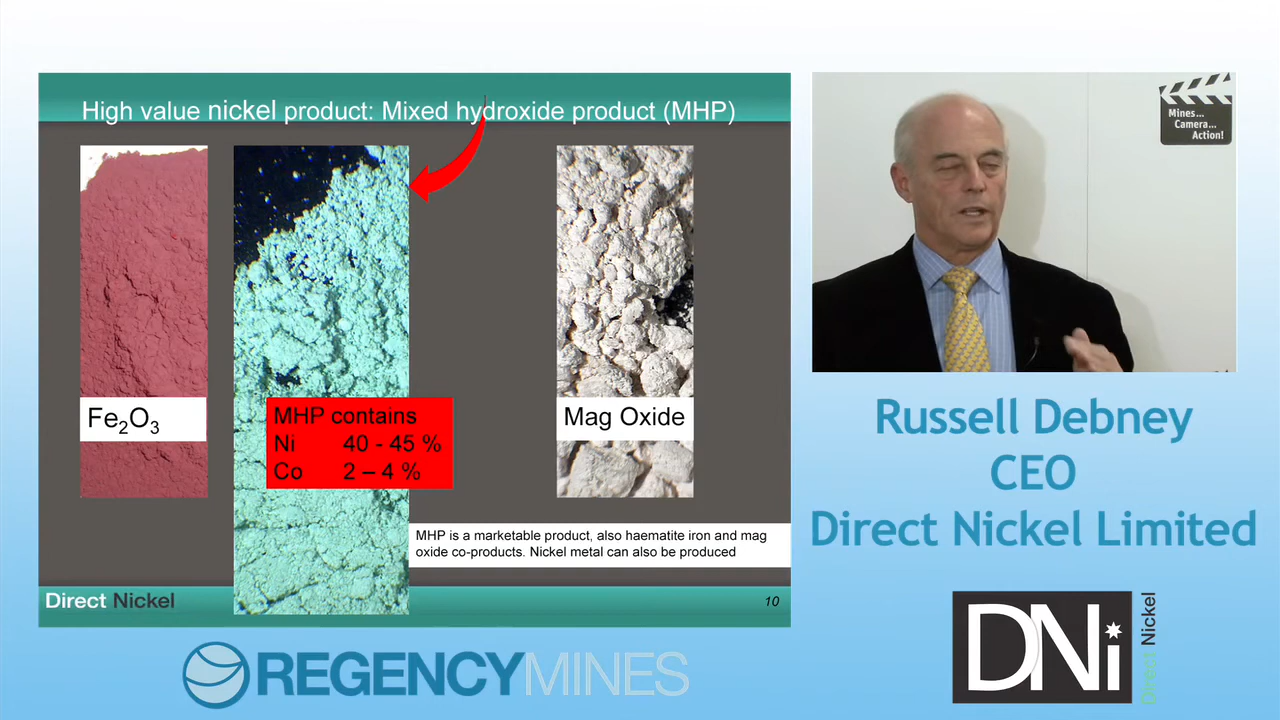 High value nickel product: Mixed hydroxide product (MHP)
Fe2O3
MHP contains
Ni 40 - 45 %
Co 2 – 4 %
Mag Oxide
MHP is a marketable product, also haematite iron and mag
oxide co-products. Nickel metal can also be produced
Direct Nickel
10
REGENCYMINES
Mines...
Camera...
Action!
Russell Debney
CEO
Direct Nickel Limited
DNi
Direct Nickel